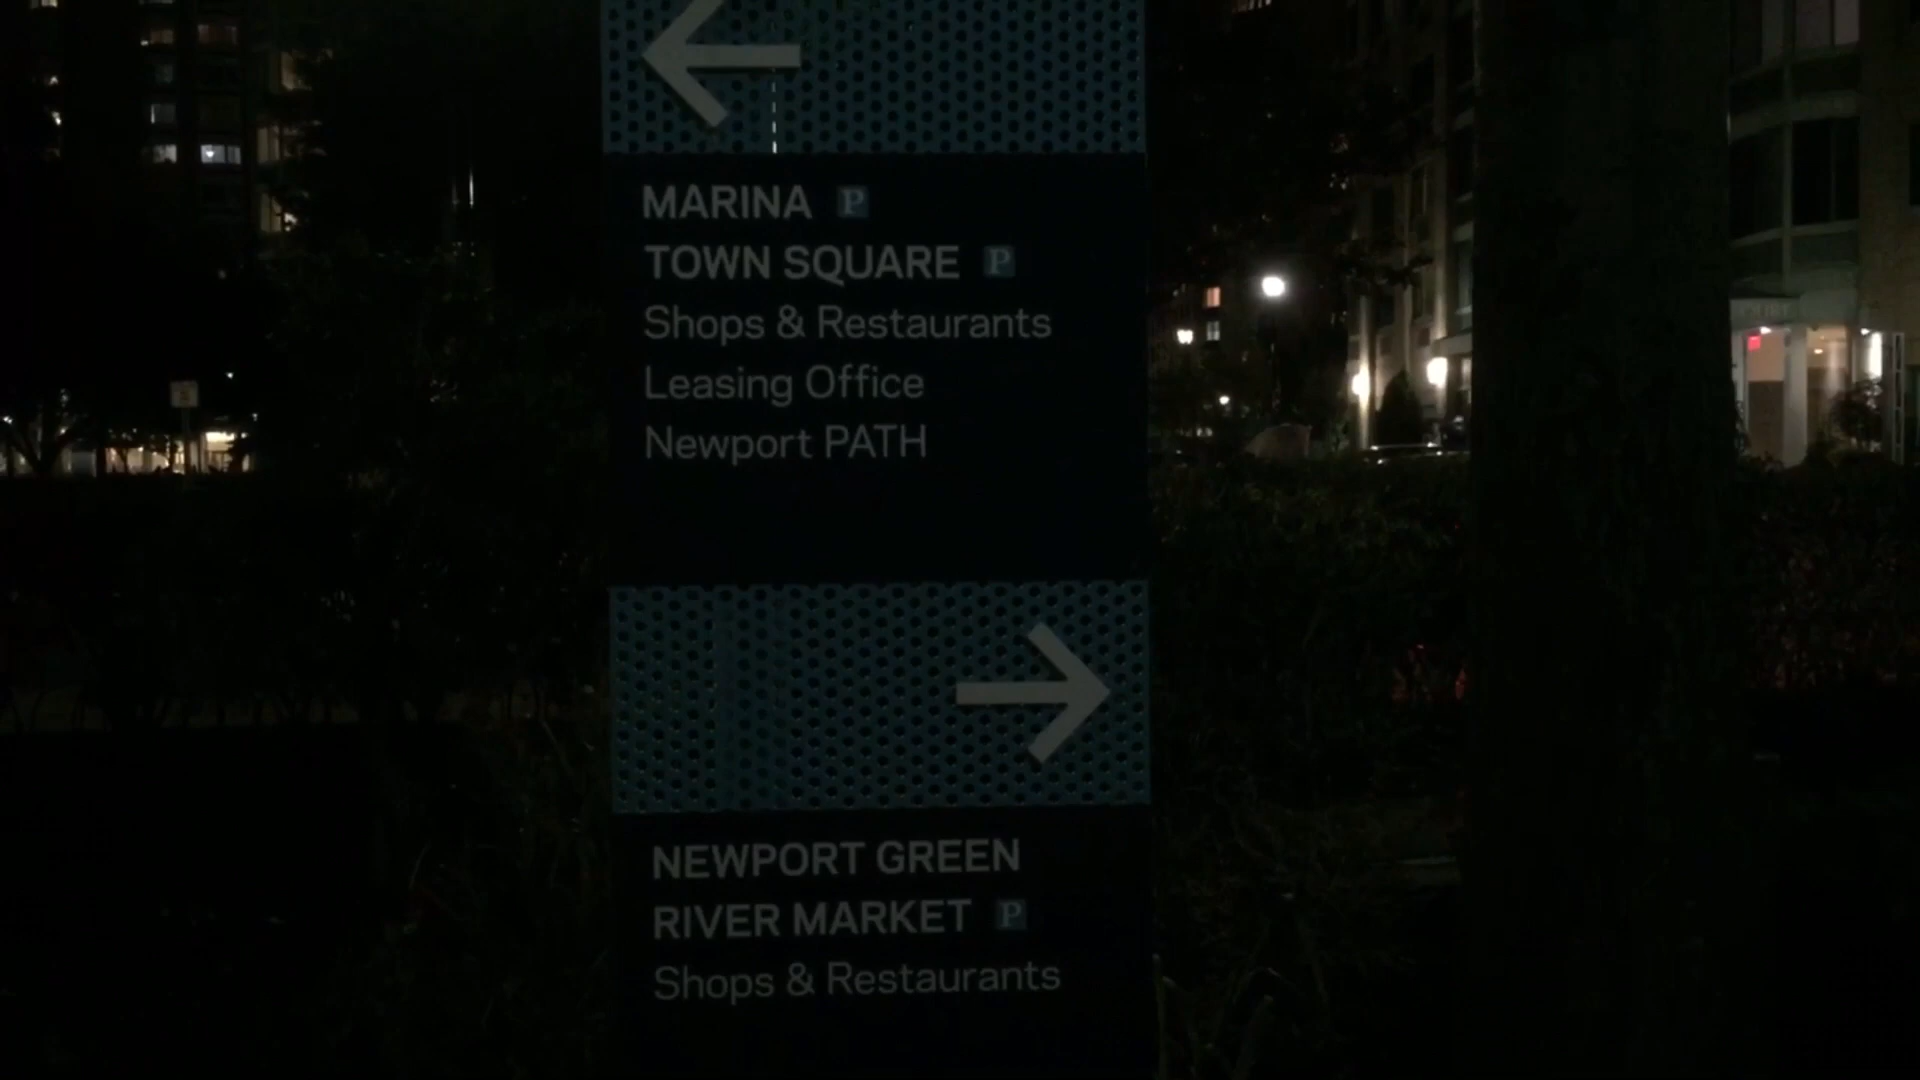 MARINA P
TOWN SQUARE P
Shops & Restaurants
Leasing Office
Newport PATH
NEWPORT GREEN
RIVER MARKET P
Shops & Restaurants